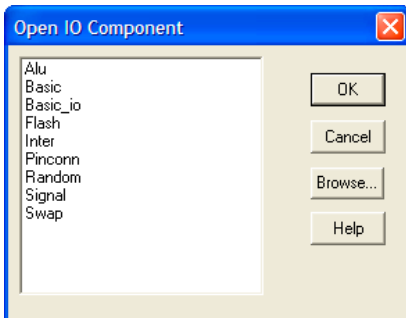 Open IO Component
Alu
Basic
Basic_io
Flash
Inter
Pinconn
Random
Signal
Swap
OK
Cancel
Browse...
Help